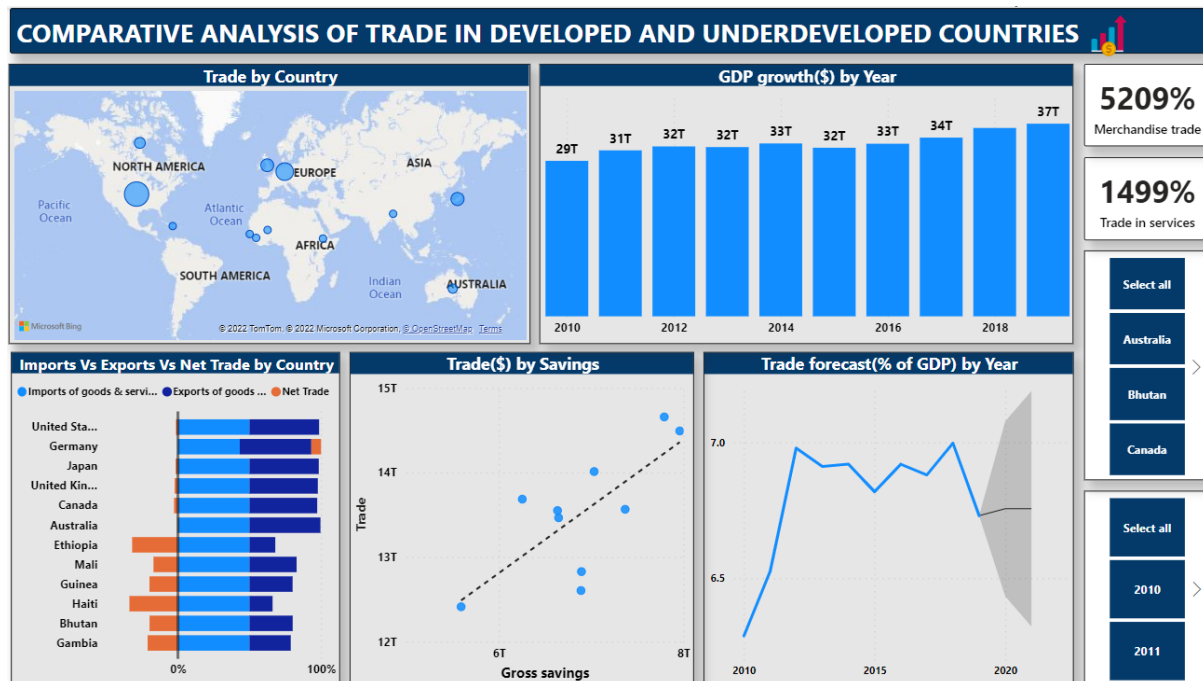 COMPARATIVE ANALYSIS OF TRADE IN DEVELOPED AND UNDERDEVELOPED COUNTRIES
Trade by Country
NORTH AMERICA
EUROPE
ASIA
Pacific
Ocean
Atlantic
Ocean
AFRICA
SOUTH AMERICA
Indian
Ocean
AUSTRALIA
Microsoft Bing
© 2022 TomTom, © 2022 Microsoft Corporation, © OpenStreetMap Terms
GDP growth($) by Year
29T 31T 32T 32T 33T 32T 33T 34T 37T
2010 2012 2014 2016 2018
5209%
Merchandise trade
1499%
Trade in services
Select all
Australia
Bhutan
Canada
Imports Vs Exports Vs Net Trade by Country
Imports of goods & servi... Exports of goods ... Net Trade
United Sta...
Germany
Japan
United Kin...
Canada
Australia
Ethiopia
Mali
Guinea
Haiti
Bhutan
Gambia
0% 100%
Trade($) by Savings
15T
14T
13T
12T
Trade
6T 8T
Gross savings
Trade forecast(% of GDP) by Year
7.0
6.5
2010 2015 2020
Select all
2010
2011